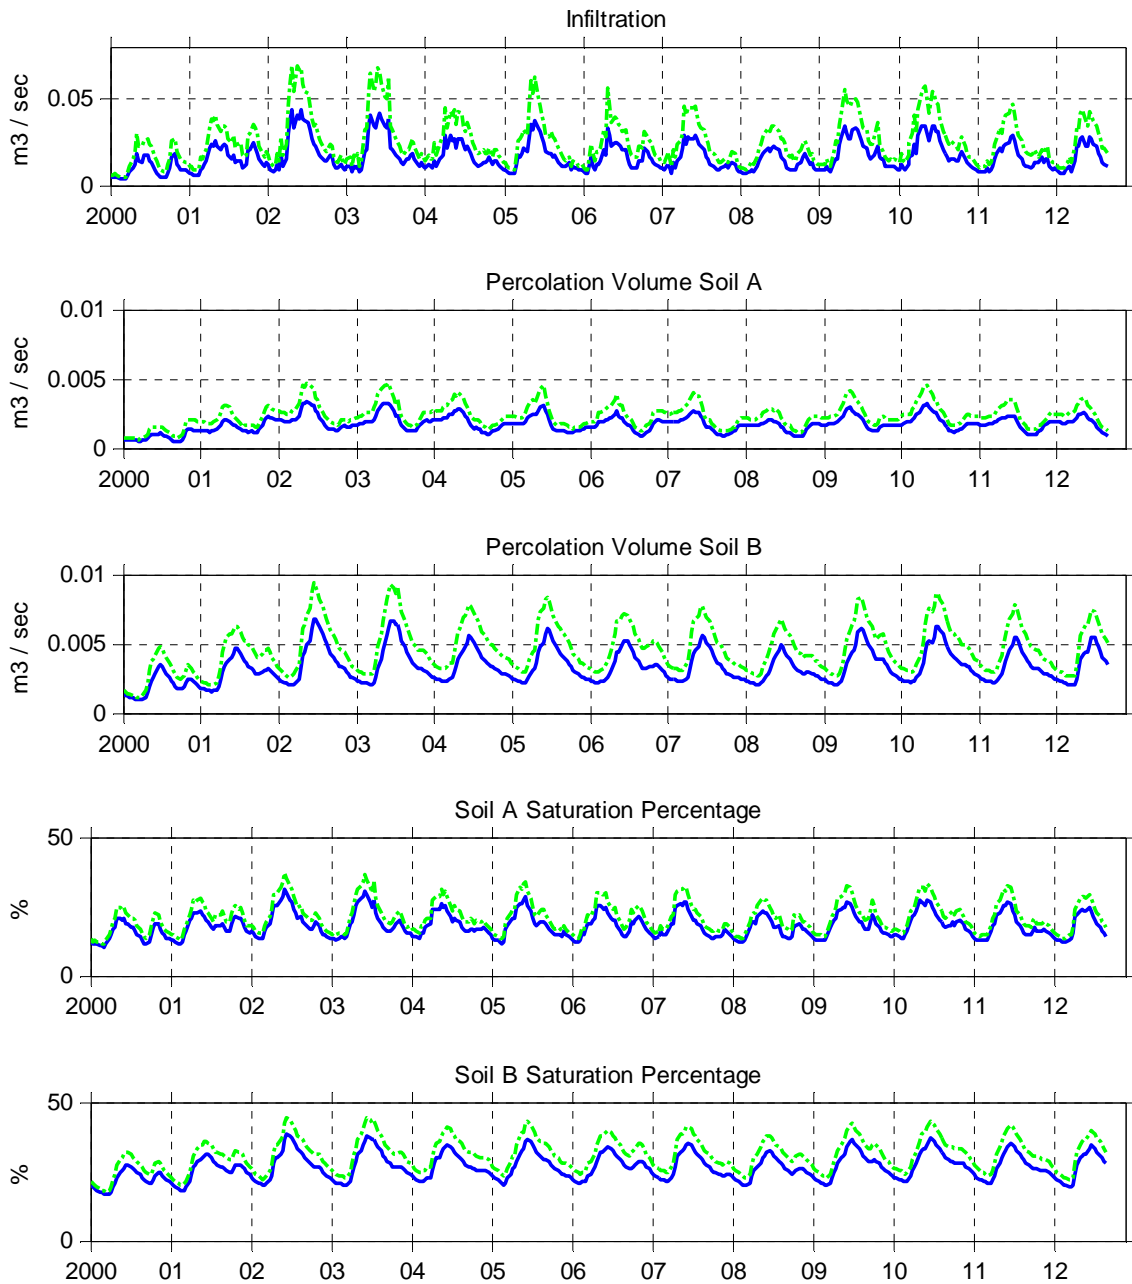 Infiltration
m3 / sec
0.05
0
2000 01 02 03 04 05 06 07 08 09 10 11 12
Percolation Volume Soil A
m3 / sec
0.01
0.005
0
2000 01 02 03 04 05 06 07 08 09 10 11 12
Percolation Volume Soil B
m3 / sec
0.01
0.005
0
2000 01 02 03 04 05 06 07 08 09 10 11 12
Soil A Saturation Percentage
%
50
0
2000 01 02 03 04 05 06 07 08 09 10 11 12
Soil B Saturation Percentage
%
50
0
2000 01 02 03 04 05 06 07 08 09 10 11 12